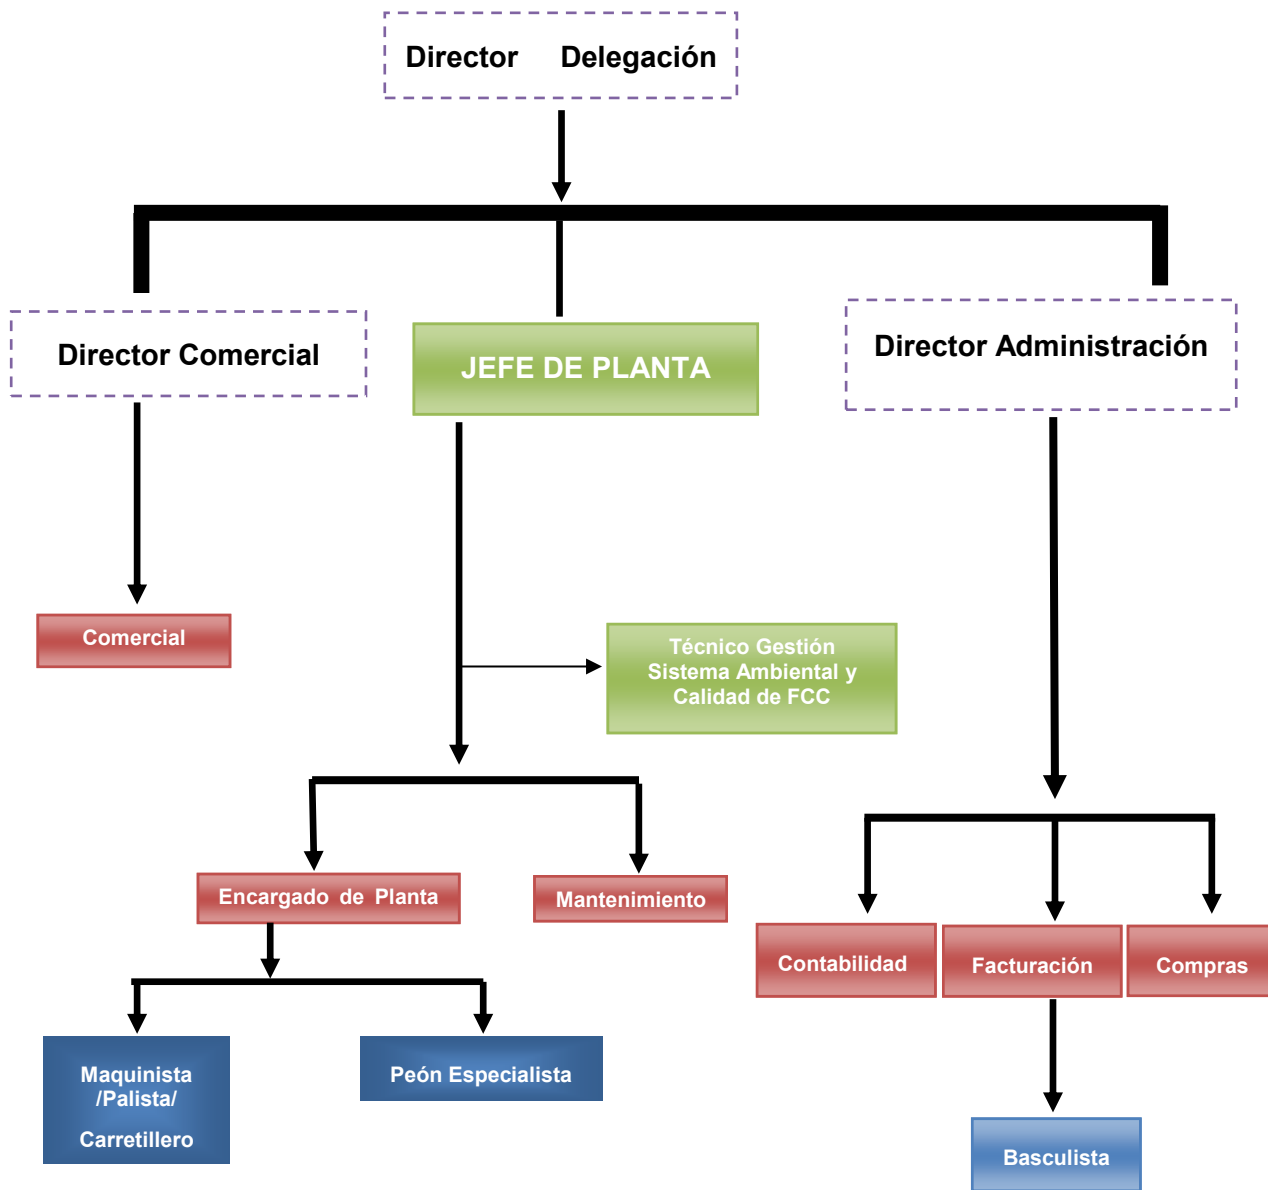 Director Delegación
Director Comercial
JEFE DE PLANTA
Director Administración
Comercial
Técnico Gestión
Sistema Ambiental y
Calidad de FCC
Encargado de Planta
Mantenimiento
Contabilidad
Facturación
Compras
Maquinista
/Palista/
Carretillero
Peón Especialista
Basculista